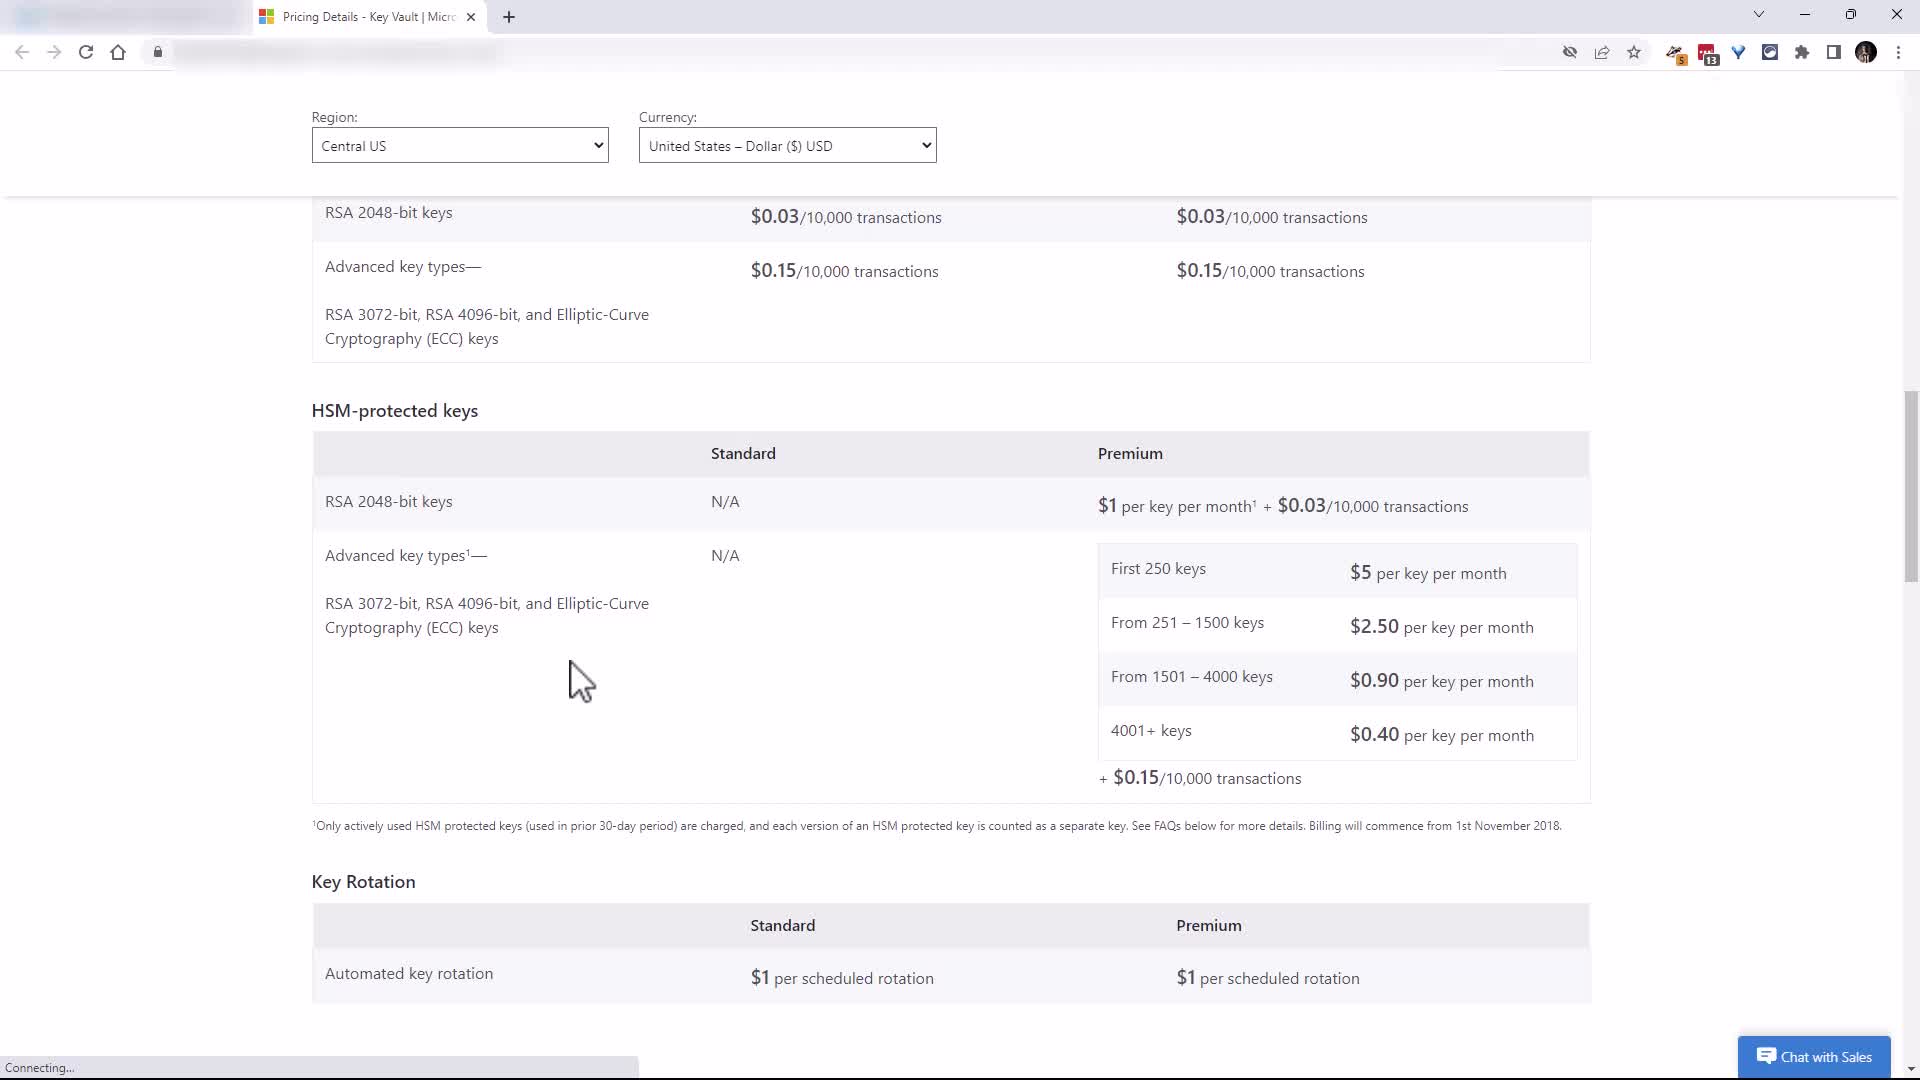 Pricing Details - Key Vault | Micro
5
13
Region:
Currency:
Central US
United States – Dollar ($) USD
RSA 2048-bit keys
$0.03/10,000 transactions
$0.03/10,000 transactions
Advanced key types—
$0.15/10,000 transactions
$0.15/10,000 transactions
RSA 3072-bit, RSA 4096-bit, and Elliptic-Curve
Cryptography (ECC) keys
HSM-protected keys
Standard
Premium
RSA 2048-bit keys
N/A
$1 per key per month¹ + $0.03/10,000 transactions
Advanced key types¹—
N/A
RSA 3072-bit, RSA 4096-bit, and Elliptic-Curve
Cryptography (ECC) keys
First 250 keys
$5 per key per month
From 251 – 1500 keys
$2.50 per key per month
From 1501 – 4000 keys
$0.90 per key per month
4001+ keys
$0.40 per key per month
+ $0.15/10,000 transactions
¹Only actively used HSM protected keys (used in prior 30-day period) are charged, and each version of an HSM protected key is counted as a separate key. See FAQs below for more details. Billing will commence from 1st November 2018.
Key Rotation
Standard
Premium
Automated key rotation
$1 per scheduled rotation
$1 per scheduled rotation
Chat with Sales
Connecting...